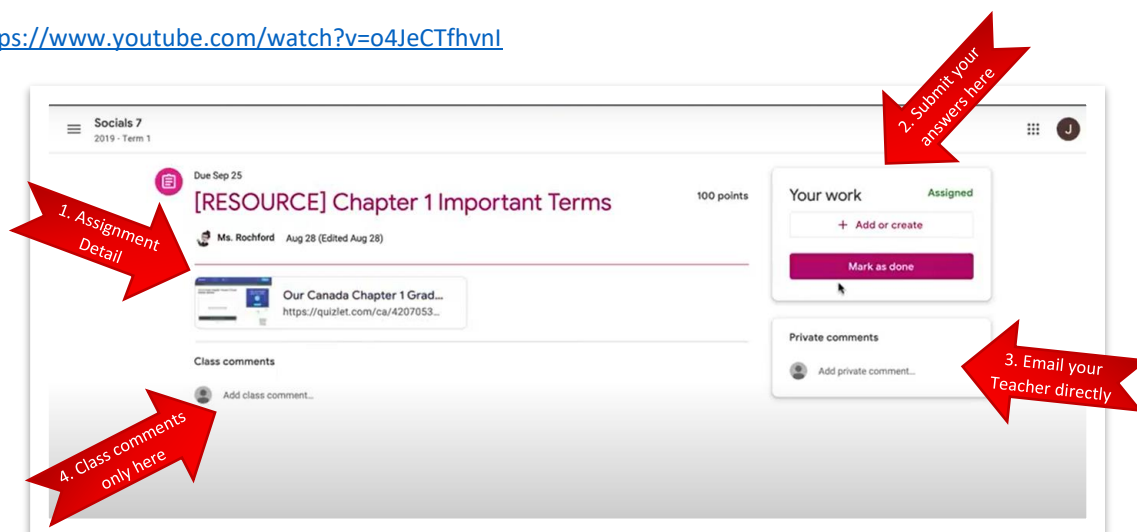 ps://www.youtube.com/watch?v=o4JeCTfhvnI
2. Submit your
answers here
Socials 7
2019 - Term 1
J
Due Sep 25
[RESOURCE] Chapter 1 Important Terms
100 points
Ms. Rochford Aug 28 (Edited Aug 28)
1. Assignment
Detail
Our Canada Chapter 1 Grad...
https://quizlet.com/ca/4207053...
Class comments
Add class comment...
4. Class comments
only here
Your work
Assigned
+ Add or create
Mark as done
Private comments
Add private comment...
3. Email your
Teacher directly